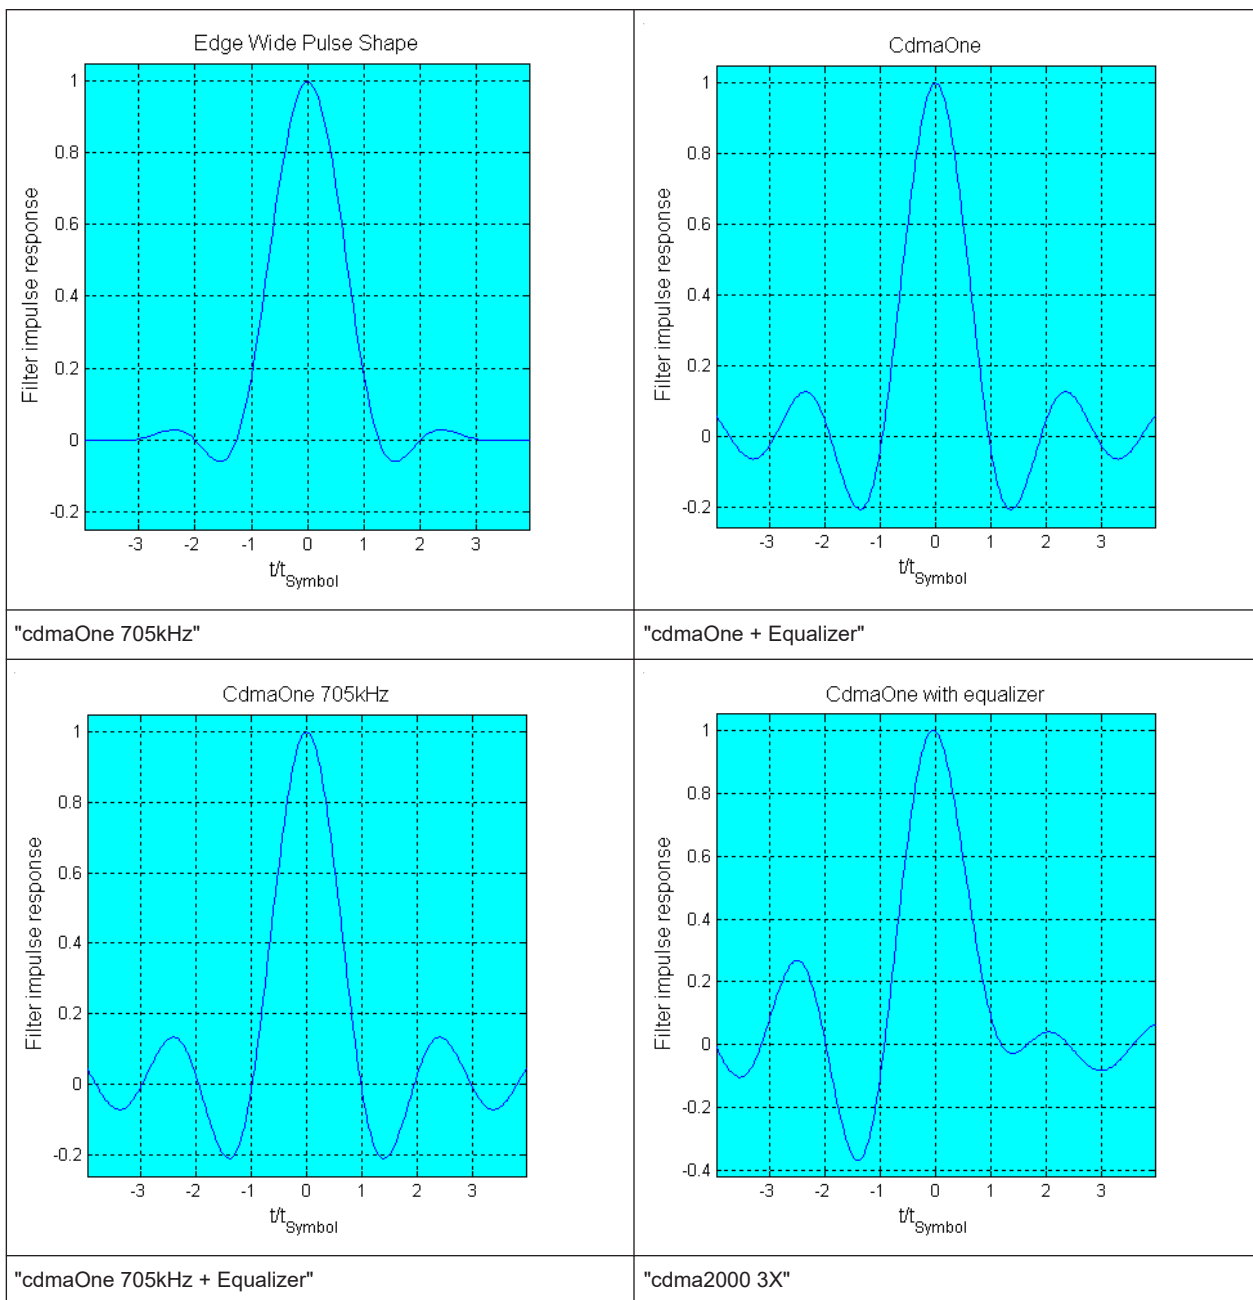 Edge Wide Pulse Shape
Filter impulse response
1
0.8
0.6
0.4
0.2
0
-0.2
-3 -2 -1 0 1 2 3
t/tSymbol
CdmaOne
Filter impulse response
1
0.8
0.6
0.4
0.2
0
-0.2
-3 -2 -1 0 1 2 3
t/tSymbol
"cdmaOne 705kHz"
"cdmaOne + Equalizer"
CdmaOne 705kHz
Filter impulse response
1
0.8
0.6
0.4
0.2
0
-0.2
-3 -2 -1 0 1 2 3
t/tSymbol
CdmaOne with equalizer
Filter impulse response
1
0.8
0.6
0.4
0.2
0
-0.2
-0.4
-3 -2 -1 0 1 2 3
t/tSymbol
"cdmaOne 705kHz + Equalizer"
"cdma2000 3X"